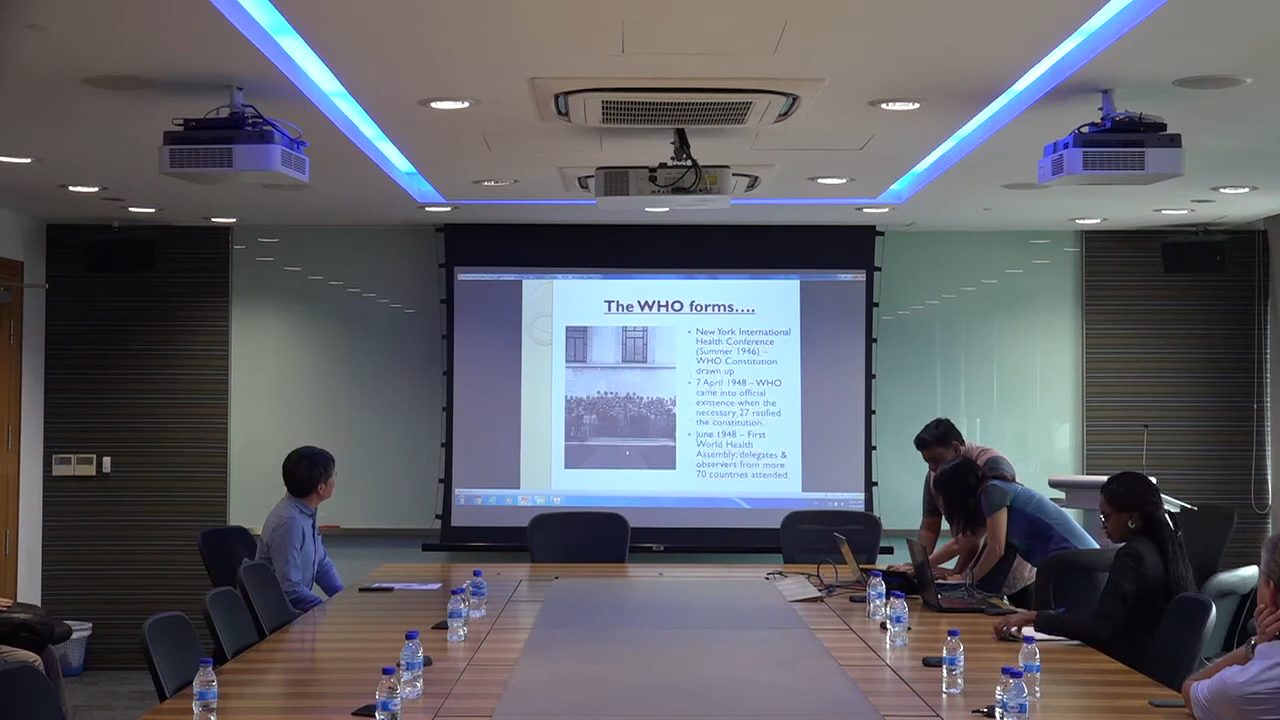 The WHO forms....
New York International
Health Conference
(Summer 1946) –
WHO Constitution
drawn up
7 April 1948 – WHO
came into official
existence when the
necessary 27 ratified
the constitution.
June 1948 – First
World Health
Assembly; delegates &
observers from more
70 countries attended.